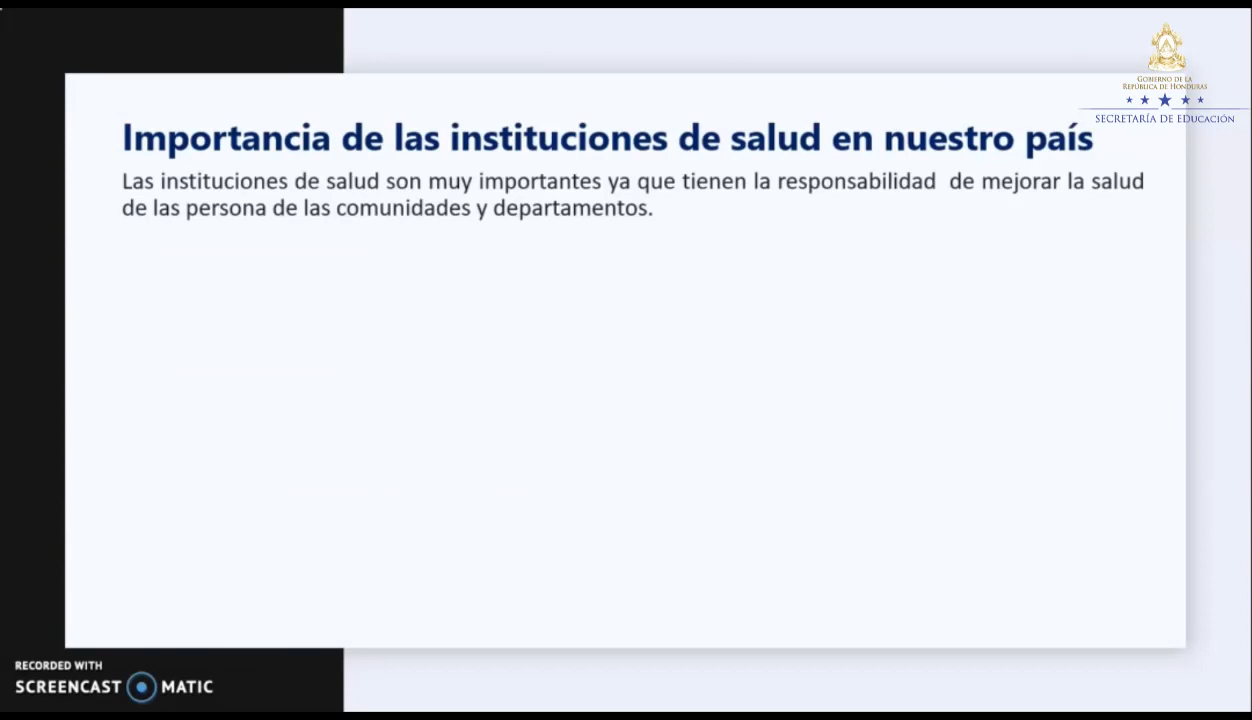 GOBIERNO DE LA
REPÚBLICA DE HONDURAS
SECRETARÍA DE EDUCACIÓN
Importancia de las instituciones de salud en nuestro país
Las instituciones de salud son muy importantes ya que tienen la responsabilidad  de mejorar la salud
de las persona de las comunidades y departamentos.
RECORDED WITH
SCREENCAST MATIC